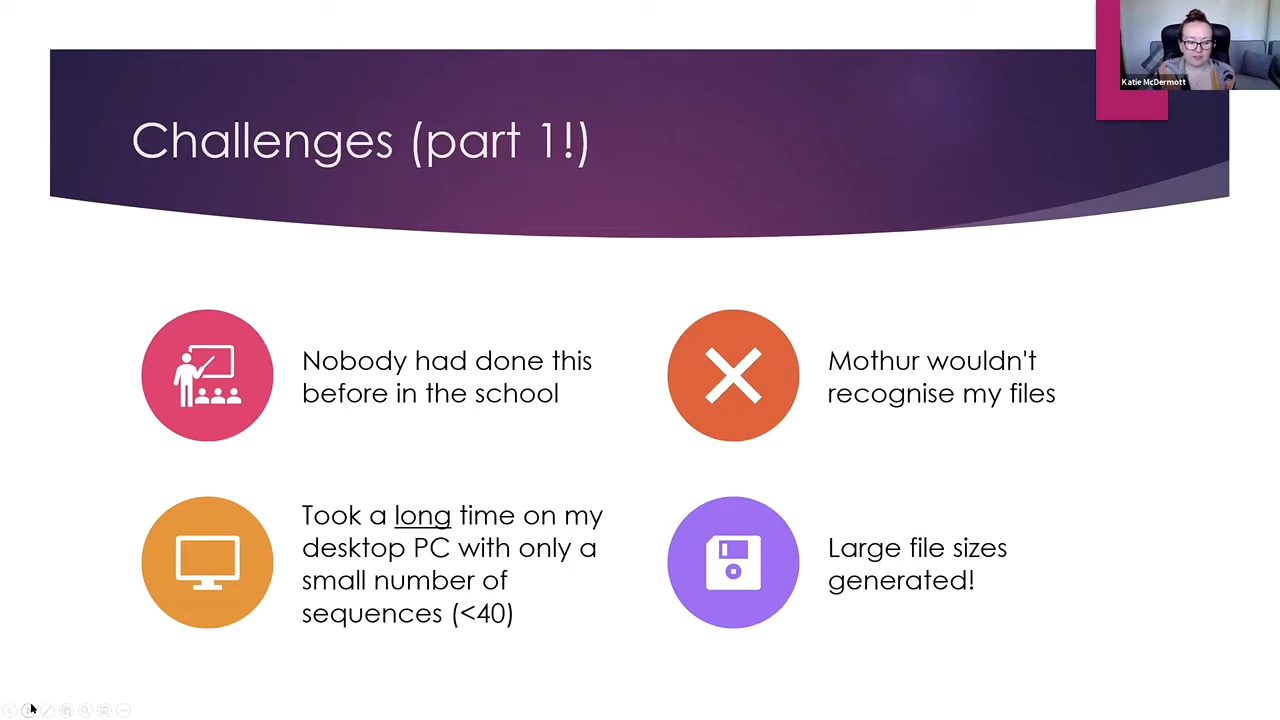 Katie McDermott
Challenges (part 1!)
Nobody had done this
before in the school
Mothur wouldn't
recognise my files
Took a long time on my
desktop PC with only a
small number of
sequences (<40)
Large file sizes
generated!